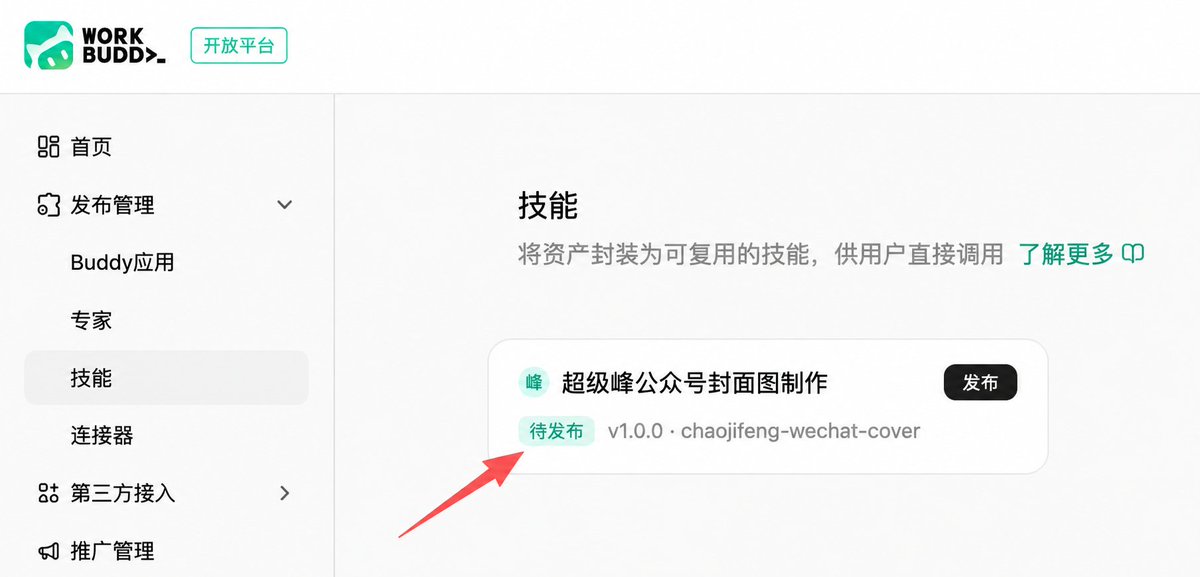 WORK
BUDD>_
开放平台
首页
发布管理
Buddy应用
专家
技能
连接器
第三方接入
推广管理
技能
将资产封装为可复用的技能，供用户直接调用 了解更多
峰 超级峰公众号封面图制作 发布
待发布 v1.0.0 · chaojifeng-wechat-cover